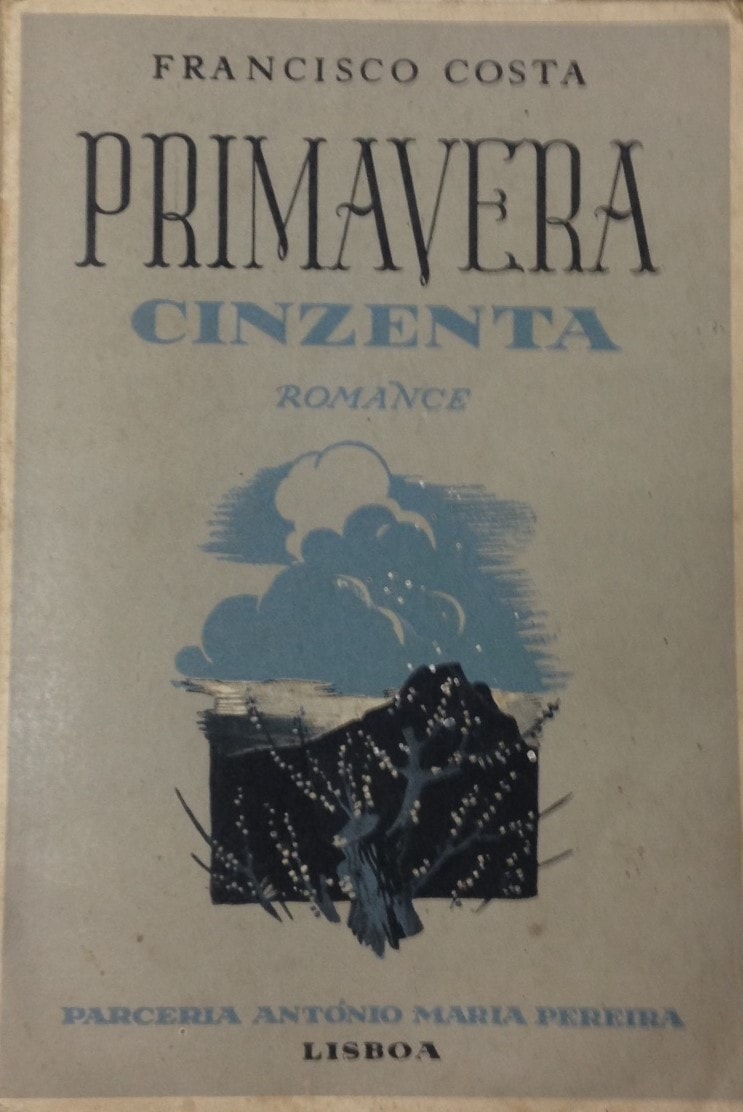 FRANCISCO COSTA
PRIMAVERA
CINZENTA
ROMANCE
PARCERIA ANTÓNIO MARIA PEREIRA
LISBOA